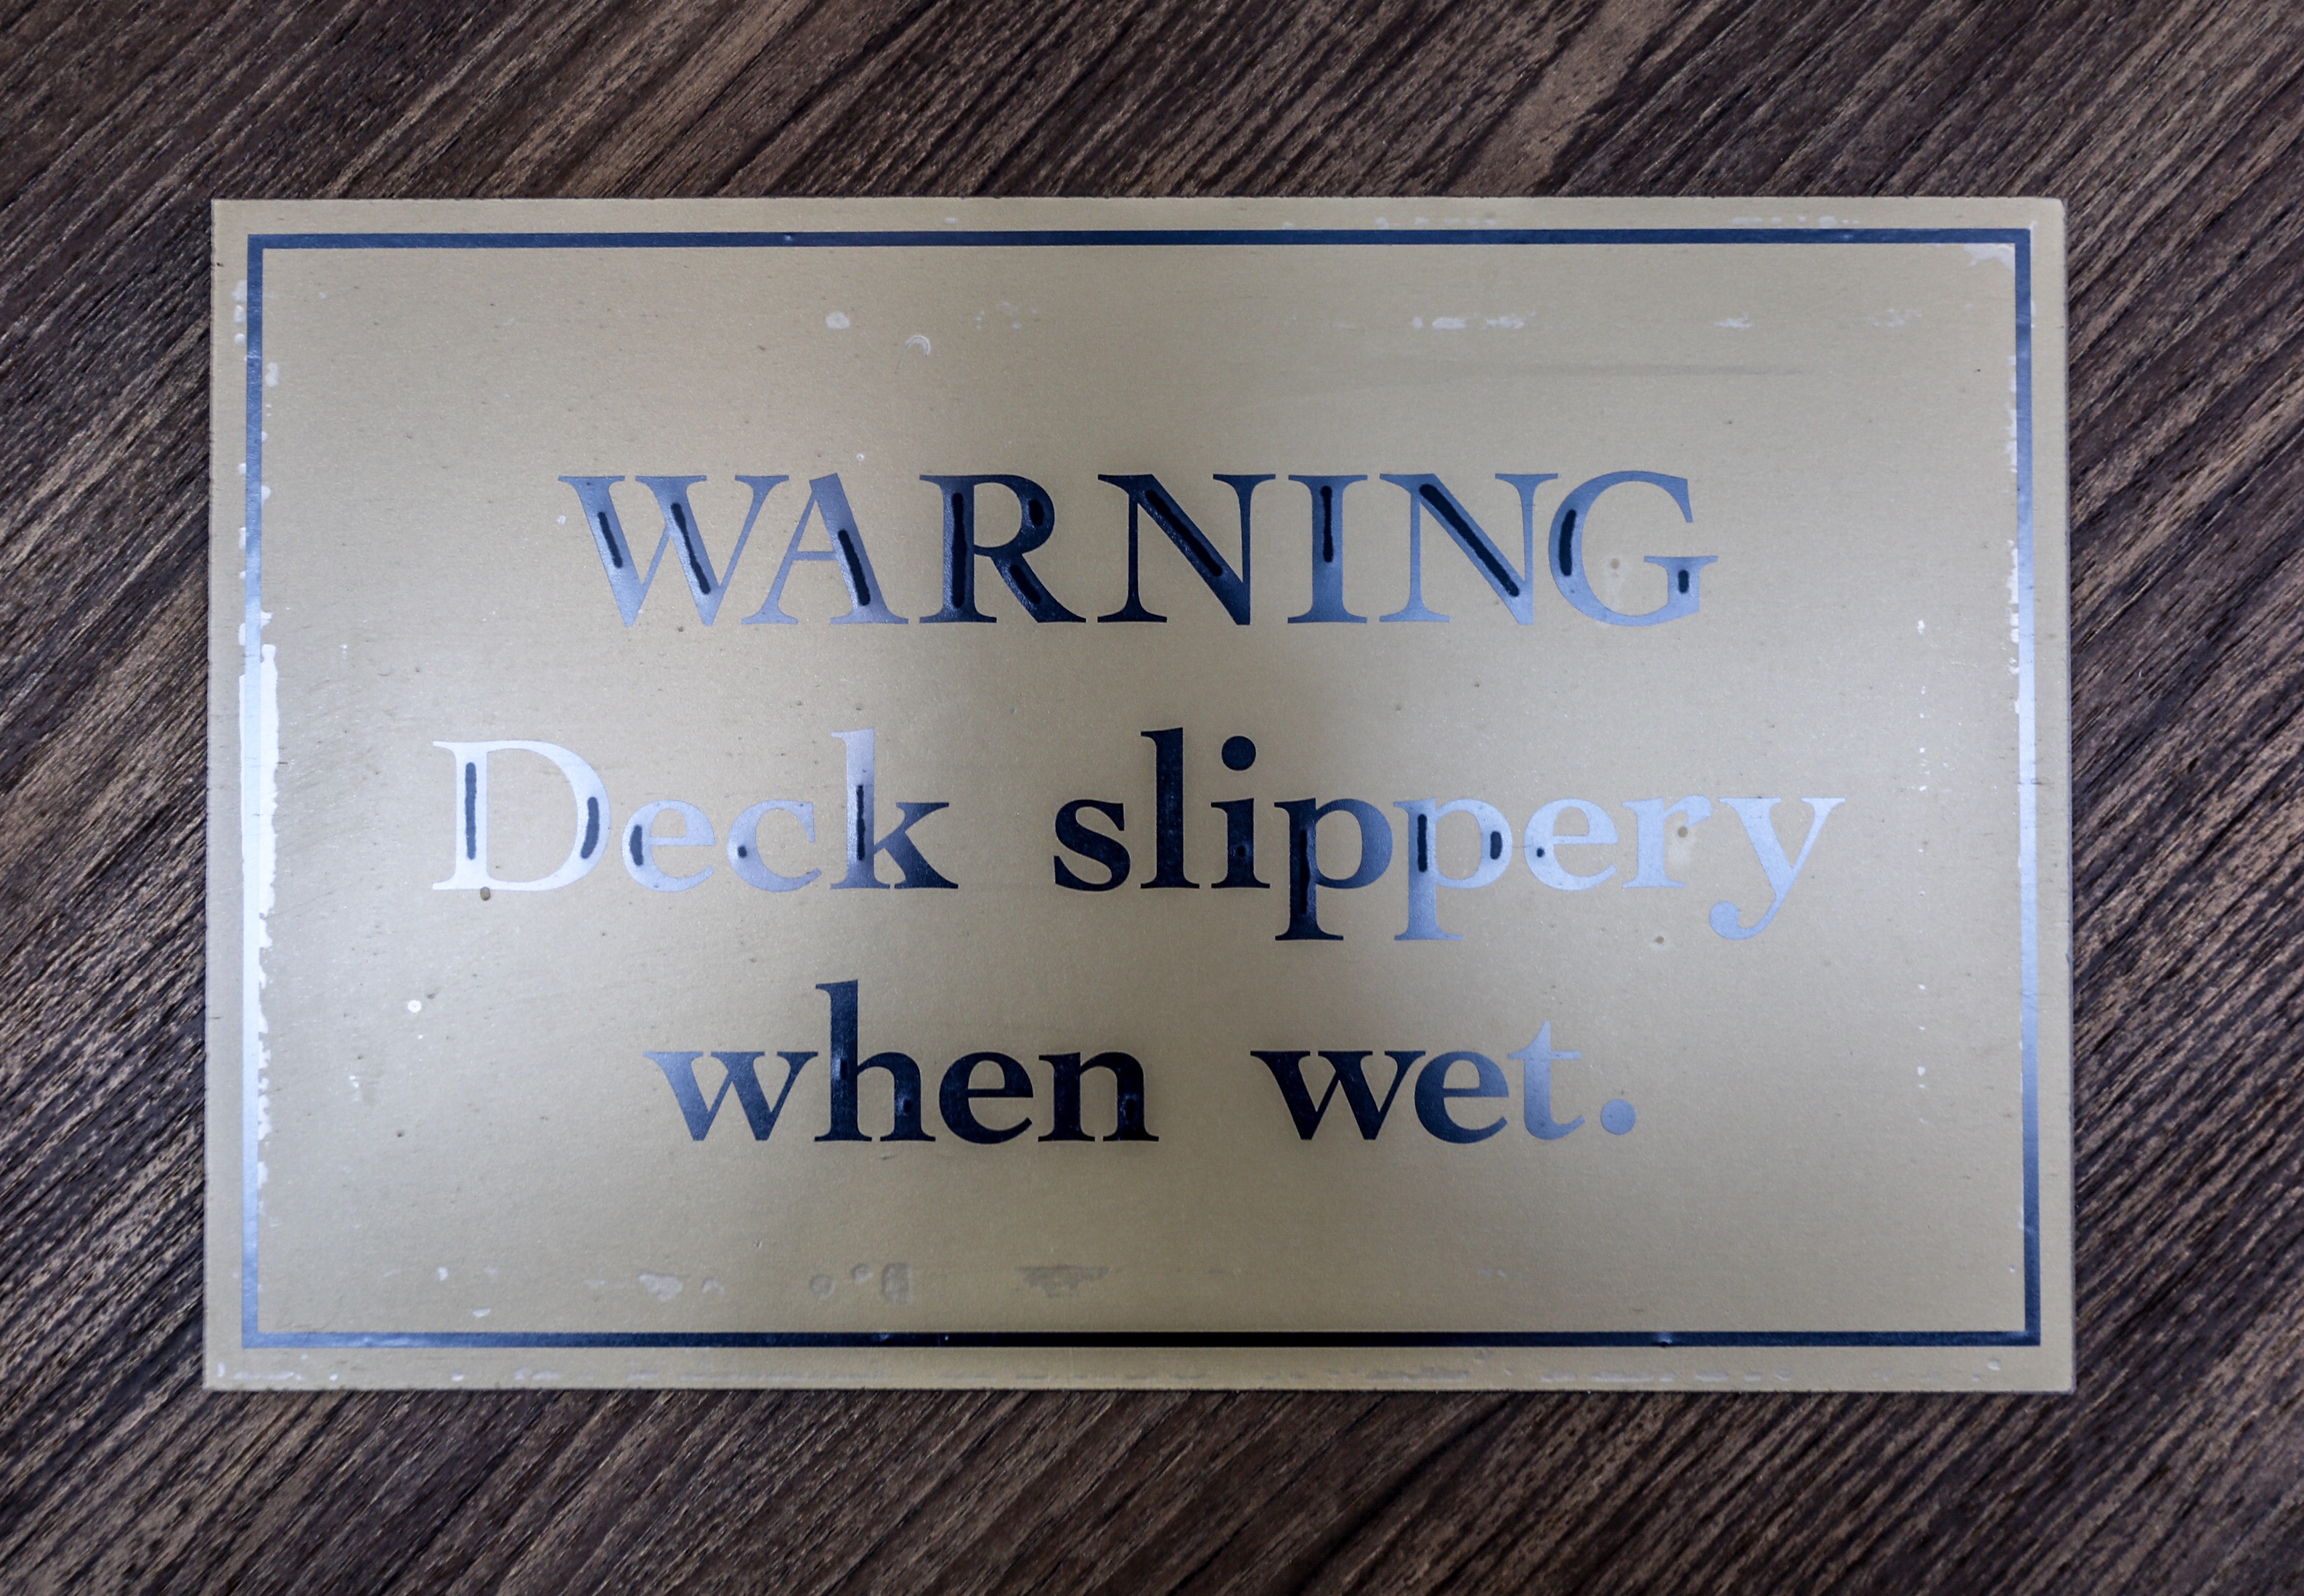 WARNING
Deck slippery
when wet.